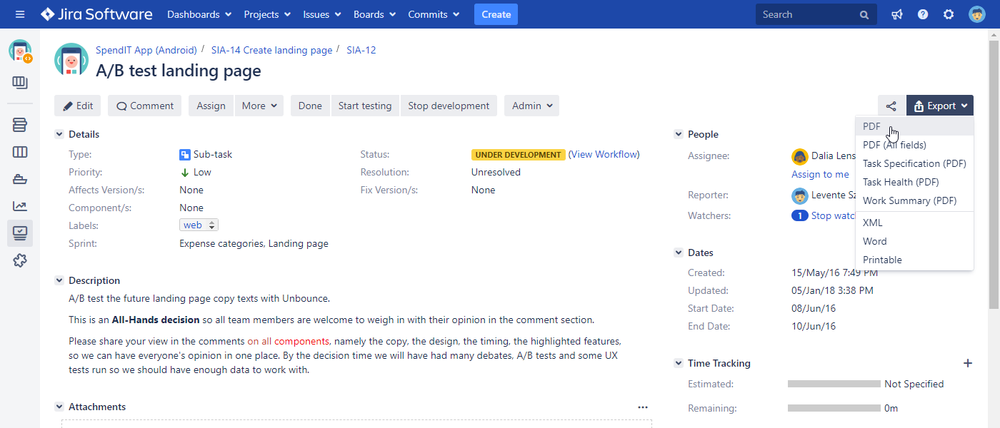 Jira Software Dashboards Projects Issues Boards Commits Create Search
SpendIT App (Android) / SIA-14 Create landing page / SIA-12
A/B test landing page
Edit Comment Assign More Done Start testing Stop development Admin Export
PDF
PDF (All fields)
Task Specification (PDF)
Task Health (PDF)
Work Summary (PDF)
XML
Word
Printable
Details
Type: Sub-task
Priority: Low
Affects Version/s: None
Component/s: None
Labels: web
Sprint: Expense categories, Landing page
Status: UNDER DEVELOPMENT (View Workflow)
Resolution: Unresolved
Fix Version/s: None
Description
A/B test the future landing page copy texts with Unbounce.
This is an All-Hands decision so all team members are welcome to weigh in with their opinion in the comment section.
Please share your view in the comments on all components, namely the copy, the design, the timing, the highlighted features,
so we can have everyone's opinion in one place. By the decision time we will have had many debates, A/B tests and some UX
tests run so we should have enough data to work with.
Attachments
People
Assignee: Dalia Lens
Assign to me
Reporter: Levente
Watchers: 1 Stop
Dates
Created: 15/May/16 7:49 PM
Updated: 05/Jan/18 3:38 PM
Start Date: 08/Jun/16
End Date: 10/Jun/16
Time Tracking
Estimated: Not Specified
Remaining: 0m